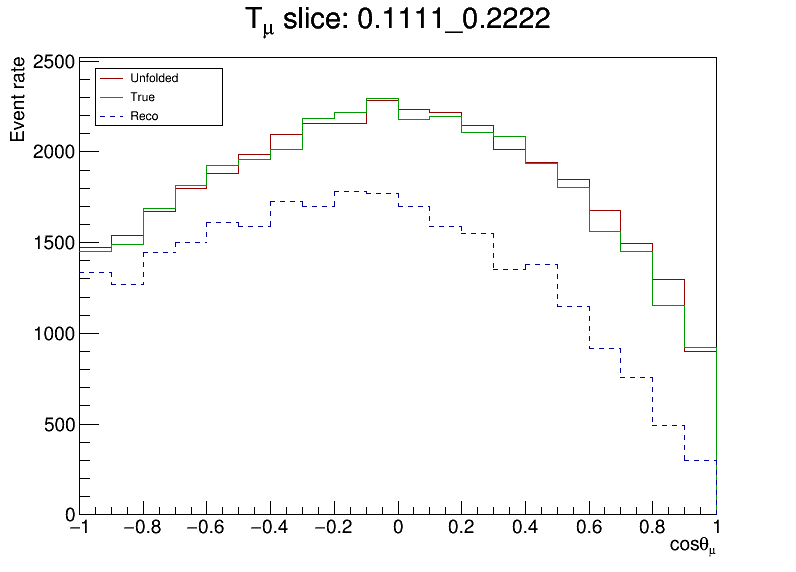 Tμ slice: 0.1111_0.2222
Event rate
2500
2000
1500
1000
500
0
Unfolded
True
Reco
−1 −0.8 −0.6 −0.4 −0.2 0 0.2 0.4 0.6 0.8 1
cosθμ